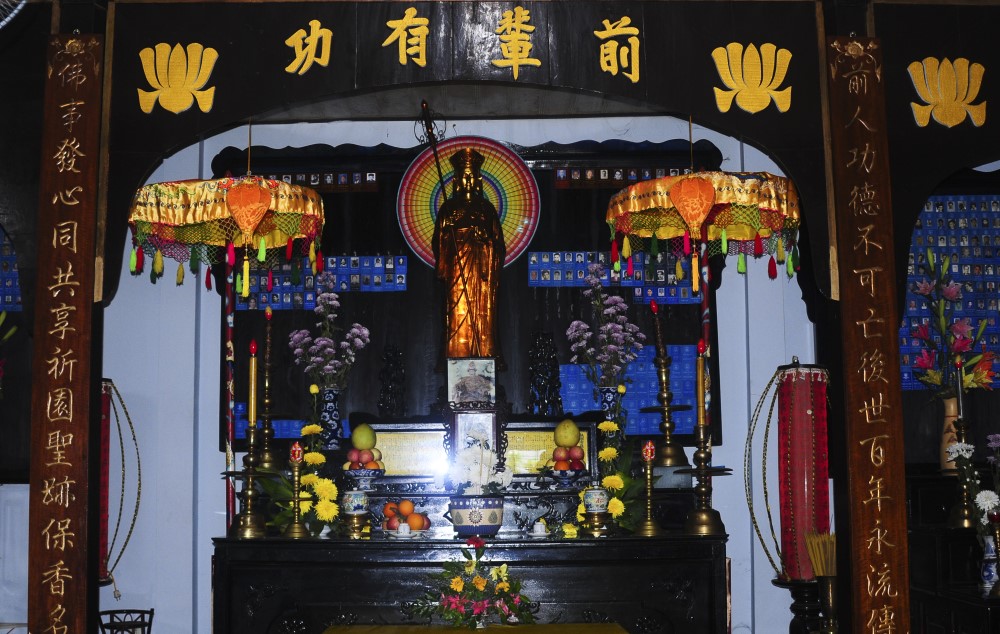 前輩有功
前人功德不可亡後世百年永流傳
佛事發心同共享祈園聖跡保香名